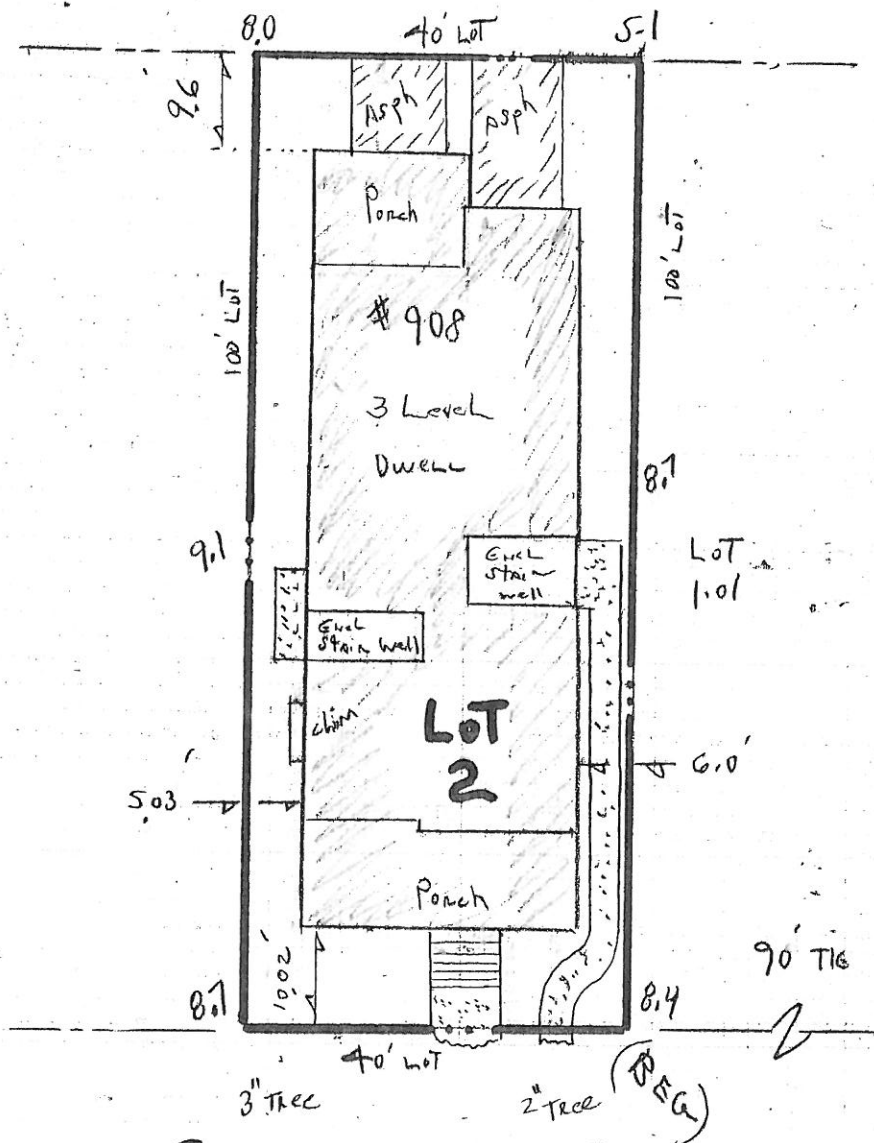 8.0
40' LOT
5.1
9.6
Asph
Asph
Porch
100' LOT
100' LOT
# 908
3 Level
Dwell
8.7
9.1
Encl
Stair
well
LOT
1.01
Encl
Stair Well
chim
LOT
2
6.0'
5.03'
Porch
10.02'
90' TIE
8.7
8.4
40' LOT
3" Tree
2" Tree
(BEG)